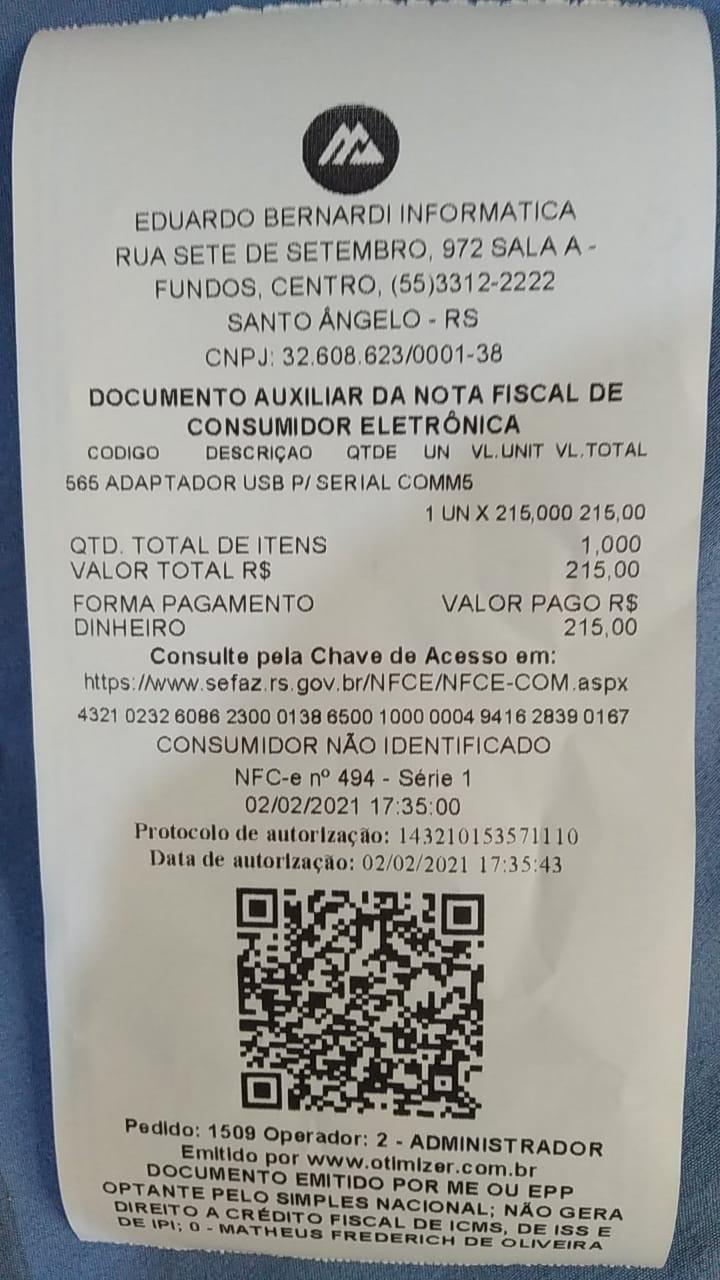 EDUARDO BERNARDI INFORMATICA
RUA SETE DE SETEMBRO, 972 SALA A -
FUNDOS, CENTRO, (55)3312-2222
SANTO ÂNGELO - RS
CNPJ: 32.608.623/0001-38
DOCUMENTO AUXILIAR DA NOTA FISCAL DE
CONSUMIDOR ELETRÔNICA
CODIGO DESCRIÇAO QTDE UN VL.UNIT VL.TOTAL
565 ADAPTADOR USB P/ SERIAL COMM5
1 UN X 215,000 215,00
QTD. TOTAL DE ITENS 1,000
VALOR TOTAL R$ 215,00
FORMA PAGAMENTO VALOR PAGO R$
DINHEIRO 215,00
Consulte pela Chave de Acesso em:
https://www.sefaz.rs.gov.br/NFCE/NFCE-COM.aspx
4321 0232 6086 2300 0138 6500 1000 0004 9416 2839 0167
CONSUMIDOR NÃO IDENTIFICADO
NFC-e nº 494 - Série 1
02/02/2021 17:35:00
Protocolo de autorização: 143210153571110
Data de autorização: 02/02/2021 17:35:43
Pedido: 1509 Operador: 2 - ADMINISTRADOR
Emitido por www.otimizer.com.br
DOCUMENTO EMITIDO POR ME OU EPP
OPTANTE PELO SIMPLES NACIONAL; NÃO GERA
DIREITO A CRÉDITO FISCAL DE ICMS, DE ISS E
DE IPI; 0 - MATHEUS FREDERICH DE OLIVEIRA